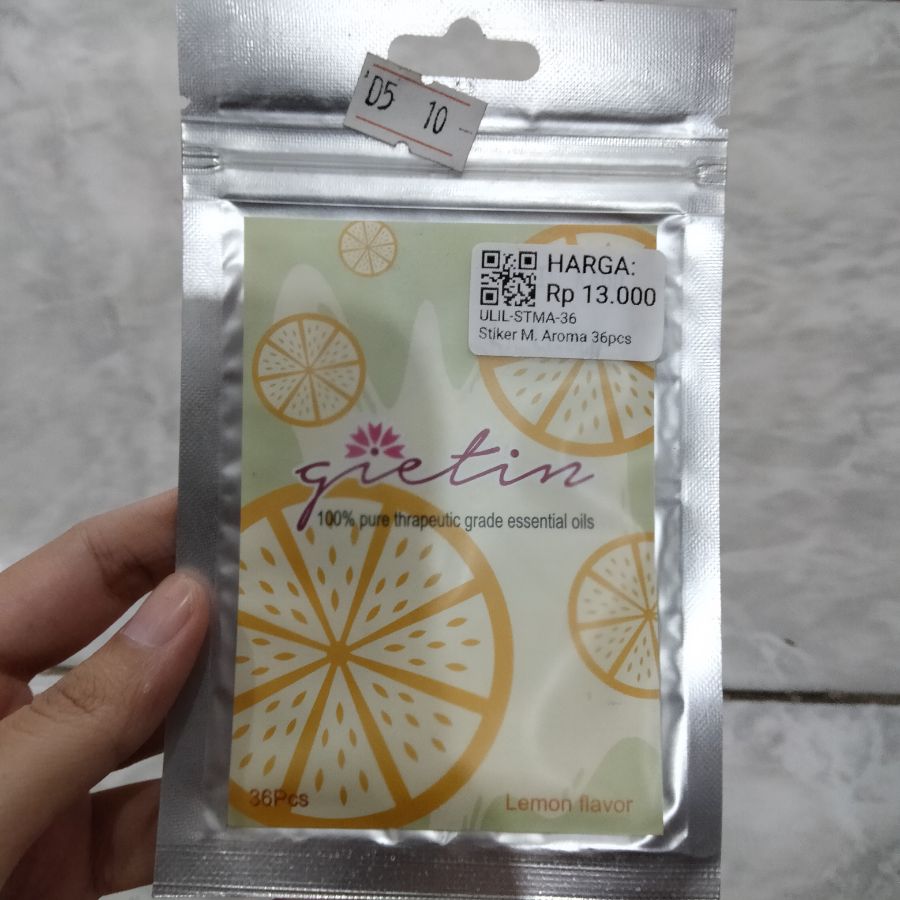 D5 10
HARGA:
Rp 13.000
ULIL-STMA-36
Stiker M. Aroma 36pcs
gietin
100% pure thrapeutic grade essential oils
36Pcs
Lemon flavor